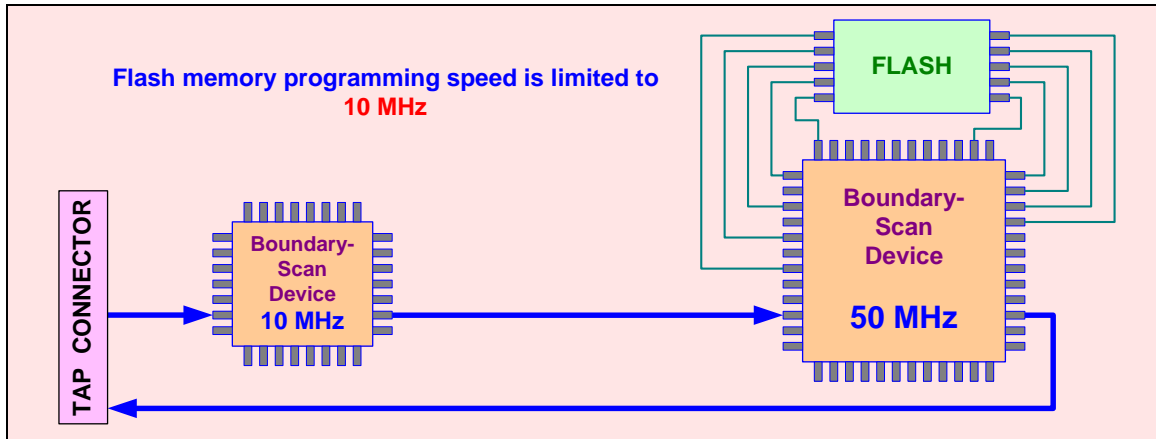 Flash memory programming speed is limited to
10 MHz
FLASH
TAP CONNECTOR
Boundary-
Scan
Device
10 MHz
Boundary-
Scan
Device
50 MHz